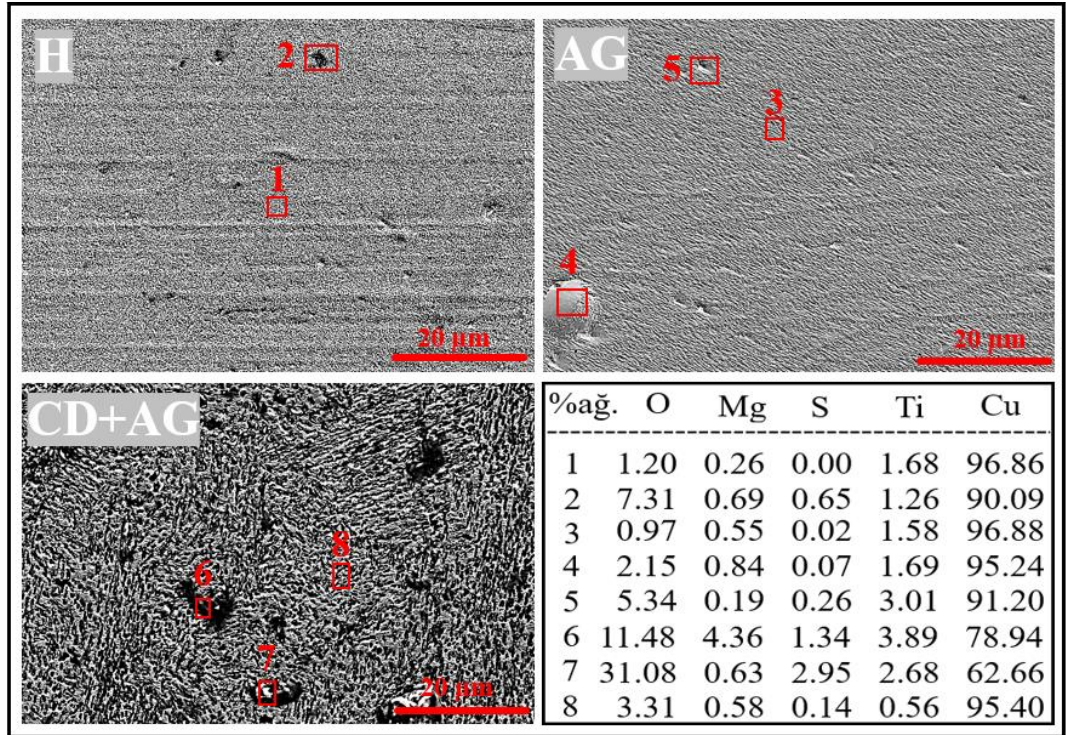 H
2
1
20 µm
AG
5
3
4
20 µm
CD+AG
8
6
7
20 µm
%ağ. O Mg S Ti Cu
1 1.20 0.26 0.00 1.68 96.86
2 7.31 0.69 0.65 1.26 90.09
3 0.97 0.55 0.02 1.58 96.88
4 2.15 0.84 0.07 1.69 95.24
5 5.34 0.19 0.26 3.01 91.20
6 11.48 4.36 1.34 3.89 78.94
7 31.08 0.63 2.95 2.68 62.66
8 3.31 0.58 0.14 0.56 95.40